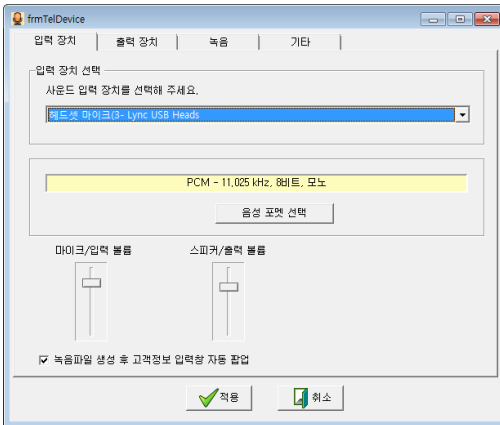 frmTelDevice
입력 장치 | 출력 장치 | 녹음 | 기타 |
입력 장치 선택
사운드 입력 장치를 선택해 주세요.
헤드셋 마이크(3- Lync USB Heads
PCM - 11,025 kHz, 8비트, 모노
음성 포멧 선택
마이크/입력 볼륨 스피커/출력 볼륨
녹음파일 생성 후 고객정보 입력창 자동 팝업
적용 취소